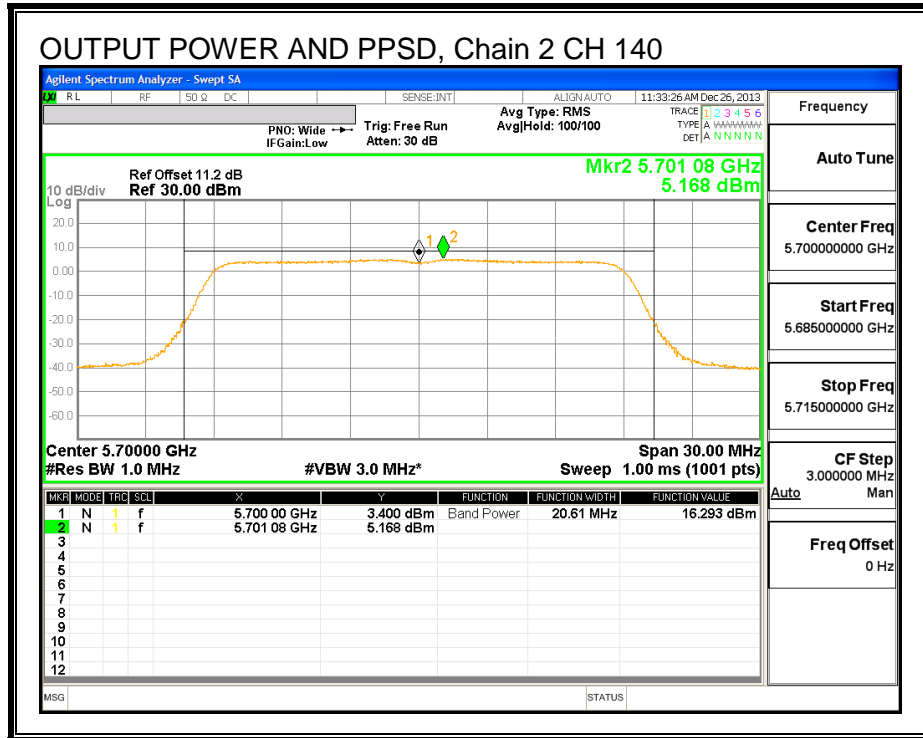 OUTPUT POWER AND PPSD, Chain 2 CH 140
Agilent Spectrum Analyzer - Swept SA
LXI RL RF 50 Ω DC SENSE:INT ALIGNAUTO 11:33:26 AM Dec 26, 2013
PNO: Wide
IFGain:Low
Trig: Free Run
Atten: 30 dB
Avg Type: RMS
Avg|Hold: 100/100
TRACE 1 2 3 4 5 6
TYPE A WWWWW
DET A N N N N N
Mkr2 5.701 08 GHz
5.168 dBm
Ref Offset 11.2 dB
10 dB/div Ref 30.00 dBm
Log
20.0
10.0
0.00
-10.0
-20.0
-30.0
-40.0
-50.0
-60.0
1 2
Center 5.70000 GHz Span 30.00 MHz
#Res BW 1.0 MHz #VBW 3.0 MHz* Sweep 1.00 ms (1001 pts)
MKR MODE TRC SCL X Y FUNCTION FUNCTION WIDTH FUNCTION VALUE
1 N 1 f 5.700 00 GHz 3.400 dBm Band Power 20.61 MHz 16.293 dBm
2 N 1 f 5.701 08 GHz 5.168 dBm
3
4
5
6
7
8
9
10
11
12
MSG STATUS
Frequency
Auto Tune
Center Freq
5.700000000 GHz
Start Freq
5.685000000 GHz
Stop Freq
5.715000000 GHz
CF Step
3.000000 MHz
Auto Man
Freq Offset
0 Hz